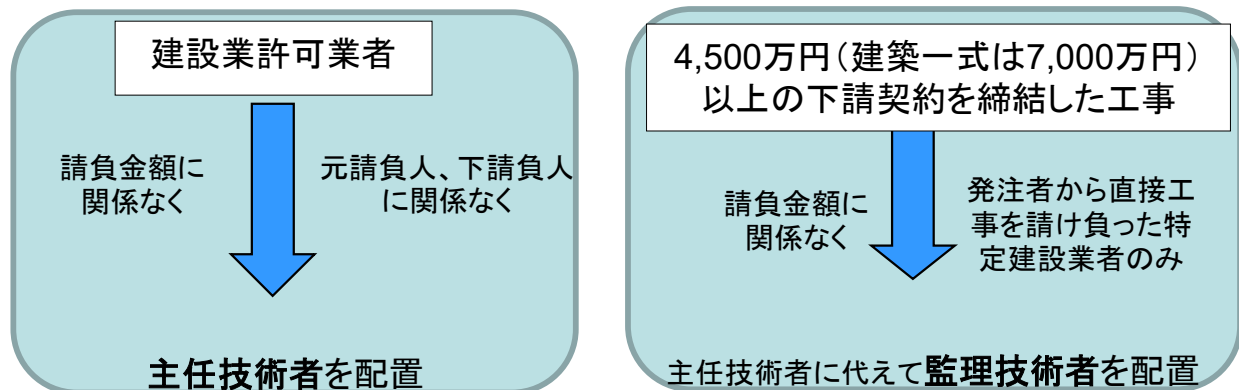 建設業許可業者
請負金額に
関係なく
元請負人、下請負人
に関係なく
主任技術者を配置
4,500万円(建築一式は7,000万円)
以上の下請契約を締結した工事
請負金額に
関係なく
発注者から直接工
事を請け負った特
定建設業者のみ
主任技術者に代えて監理技術者を配置